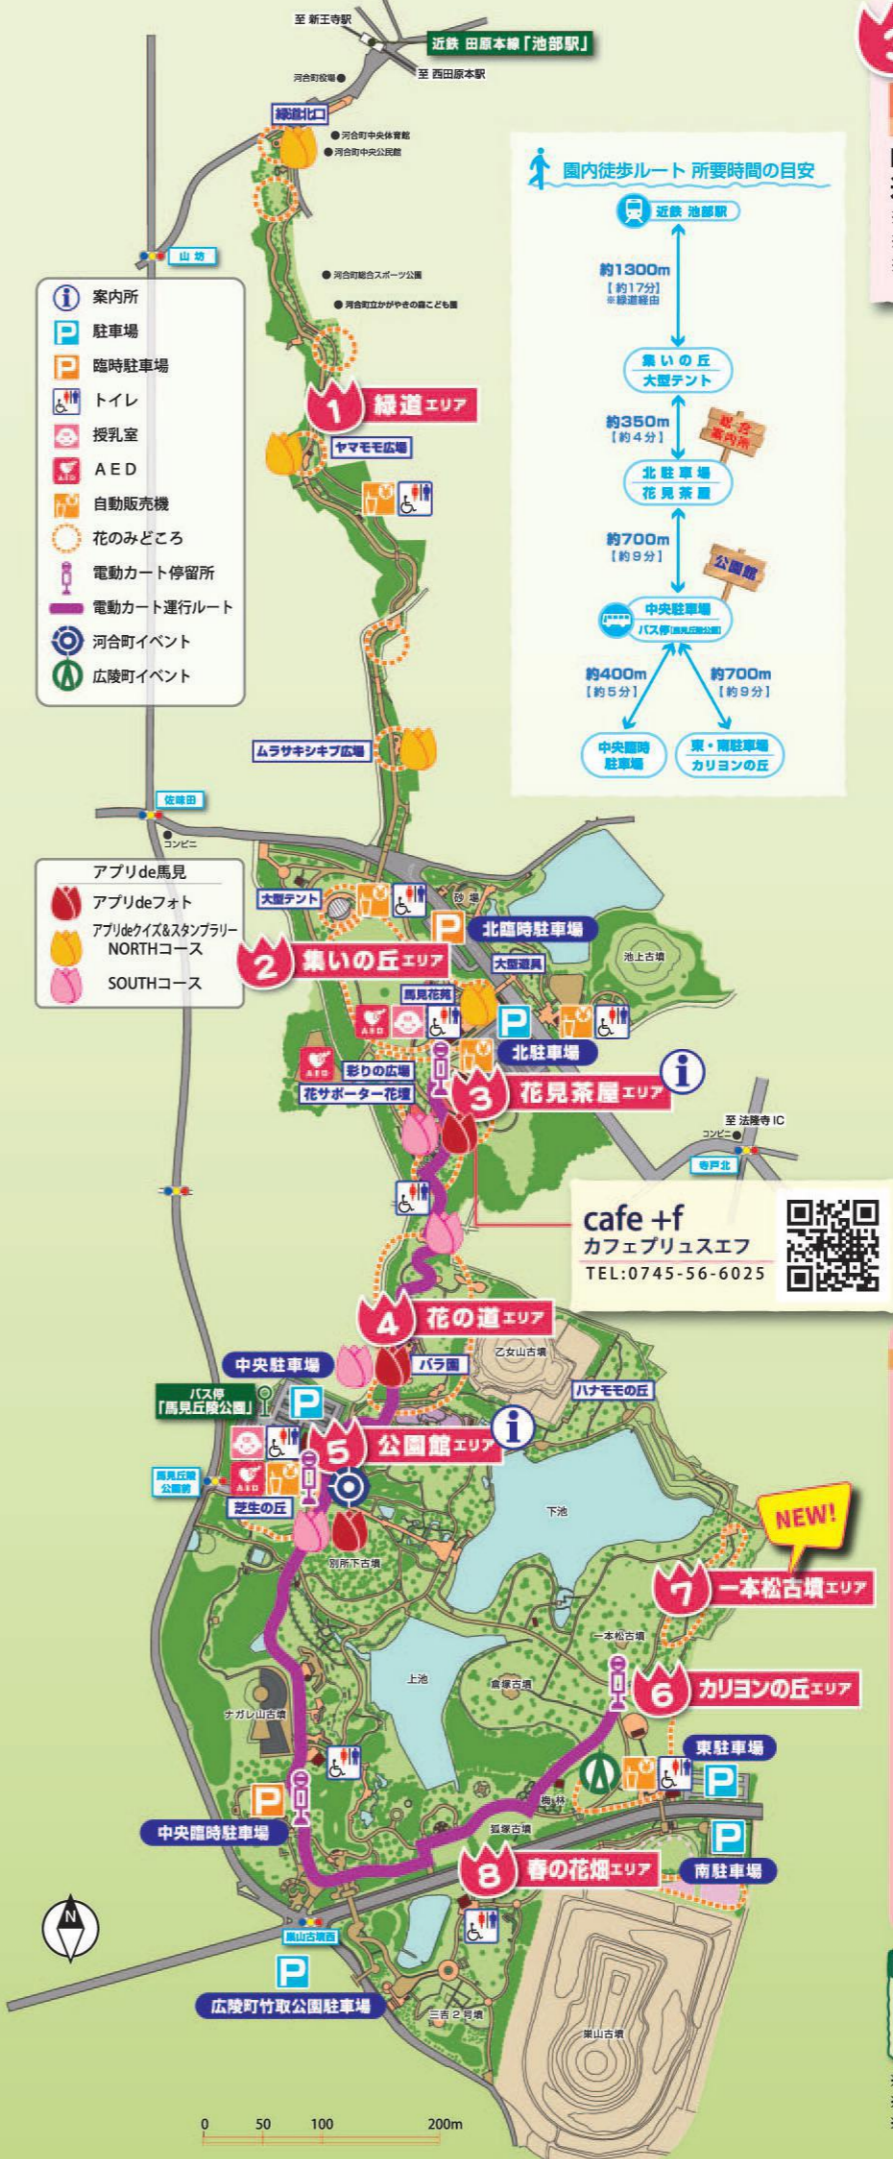 至 新王寺駅
近鉄 田原本線「池部駅」
至 西田原本駅
河合町役場
緑道北口
河合町中央体育館
河合町中央公民館
山坊
河合町総合スポーツ公園
河合町立かがやきの森こども園
i 案内所
P 駐車場
P 臨時駐車場
トイレ
授乳室
AED AED
自動販売機
花のみどころ
電動カート停留所
電動カート運行ルート
河合町イベント
広陵町イベント
園内徒歩ルート 所要時間の目安
近鉄 池部駅
約1300m
【約17分】
※緑道経由
集いの丘
大型テント
約350m
【約4分】
総合
案内所
北駐車場
花見茶屋
約700m
【約9分】
公園館
中央駐車場
バス停[馬見丘陵公園]
約400m
【約5分】
約700m
【約9分】
中央臨時
駐車場
東・南駐車場
カリヨンの丘
3
1 緑道エリア
ヤマモモ広場
ムラサキシキブ広場
佐味田
コンビニ
アプリde馬見
アプリdeフォト
アプリdeクイズ&スタンプラリー
NORTHコース
SOUTHコース
大型テント
砂場
P 北臨時駐車場
2 集いの丘エリア
大型遊具
池上古墳
馬見花苑
AED
P
北駐車場
AED
彩りの広場
花サポーター花壇
3 花見茶屋エリア
i
至 法隆寺IC
コンビニ
寺戸北
cafe +f
カフェプリュスエフ
TEL:0745-56-6025
4 花の道エリア
乙女山古墳
中央駐車場
バラ園
ハナモモの丘
バス停
「馬見丘陵公園」
P
5 公園館エリア
i
馬見丘陵
公園前
AED
芝生の丘
下池
NEW!
別所下古墳
7 一本松古墳エリア
一本松古墳
上池
倉塚古墳
6 カリヨンの丘エリア
ナガレ山古墳
東駐車場
P
P
梅林
中央臨時駐車場
狐塚古墳
P
8 春の花畑エリア
南駐車場
N
巣山古墳西
P
広陵町竹取公園駐車場
三吉2号墳
巣山古墳
0 50 100 200m